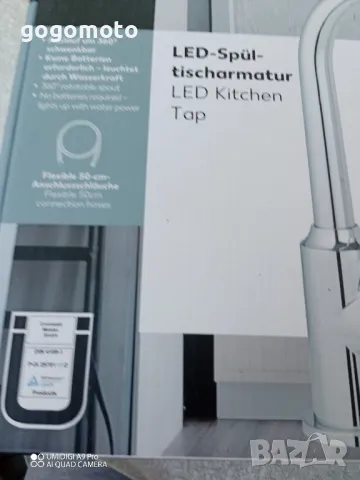 gogomoto
schwenkbar
• Keine Batterien
erforderlich – leuchtet
durch Wasserkraft
• 360° rotatable spout
• No batteries required –
lights up with water power
Flexible 50-cm-
Anschlussschläuche
Flexible 50cm
connection hoses
LED-Spül-
tischarmatur
LED Kitchen
Tap
Products
UMIDIGI A9 Pro
AI QUAD CAMERA
BAZAR